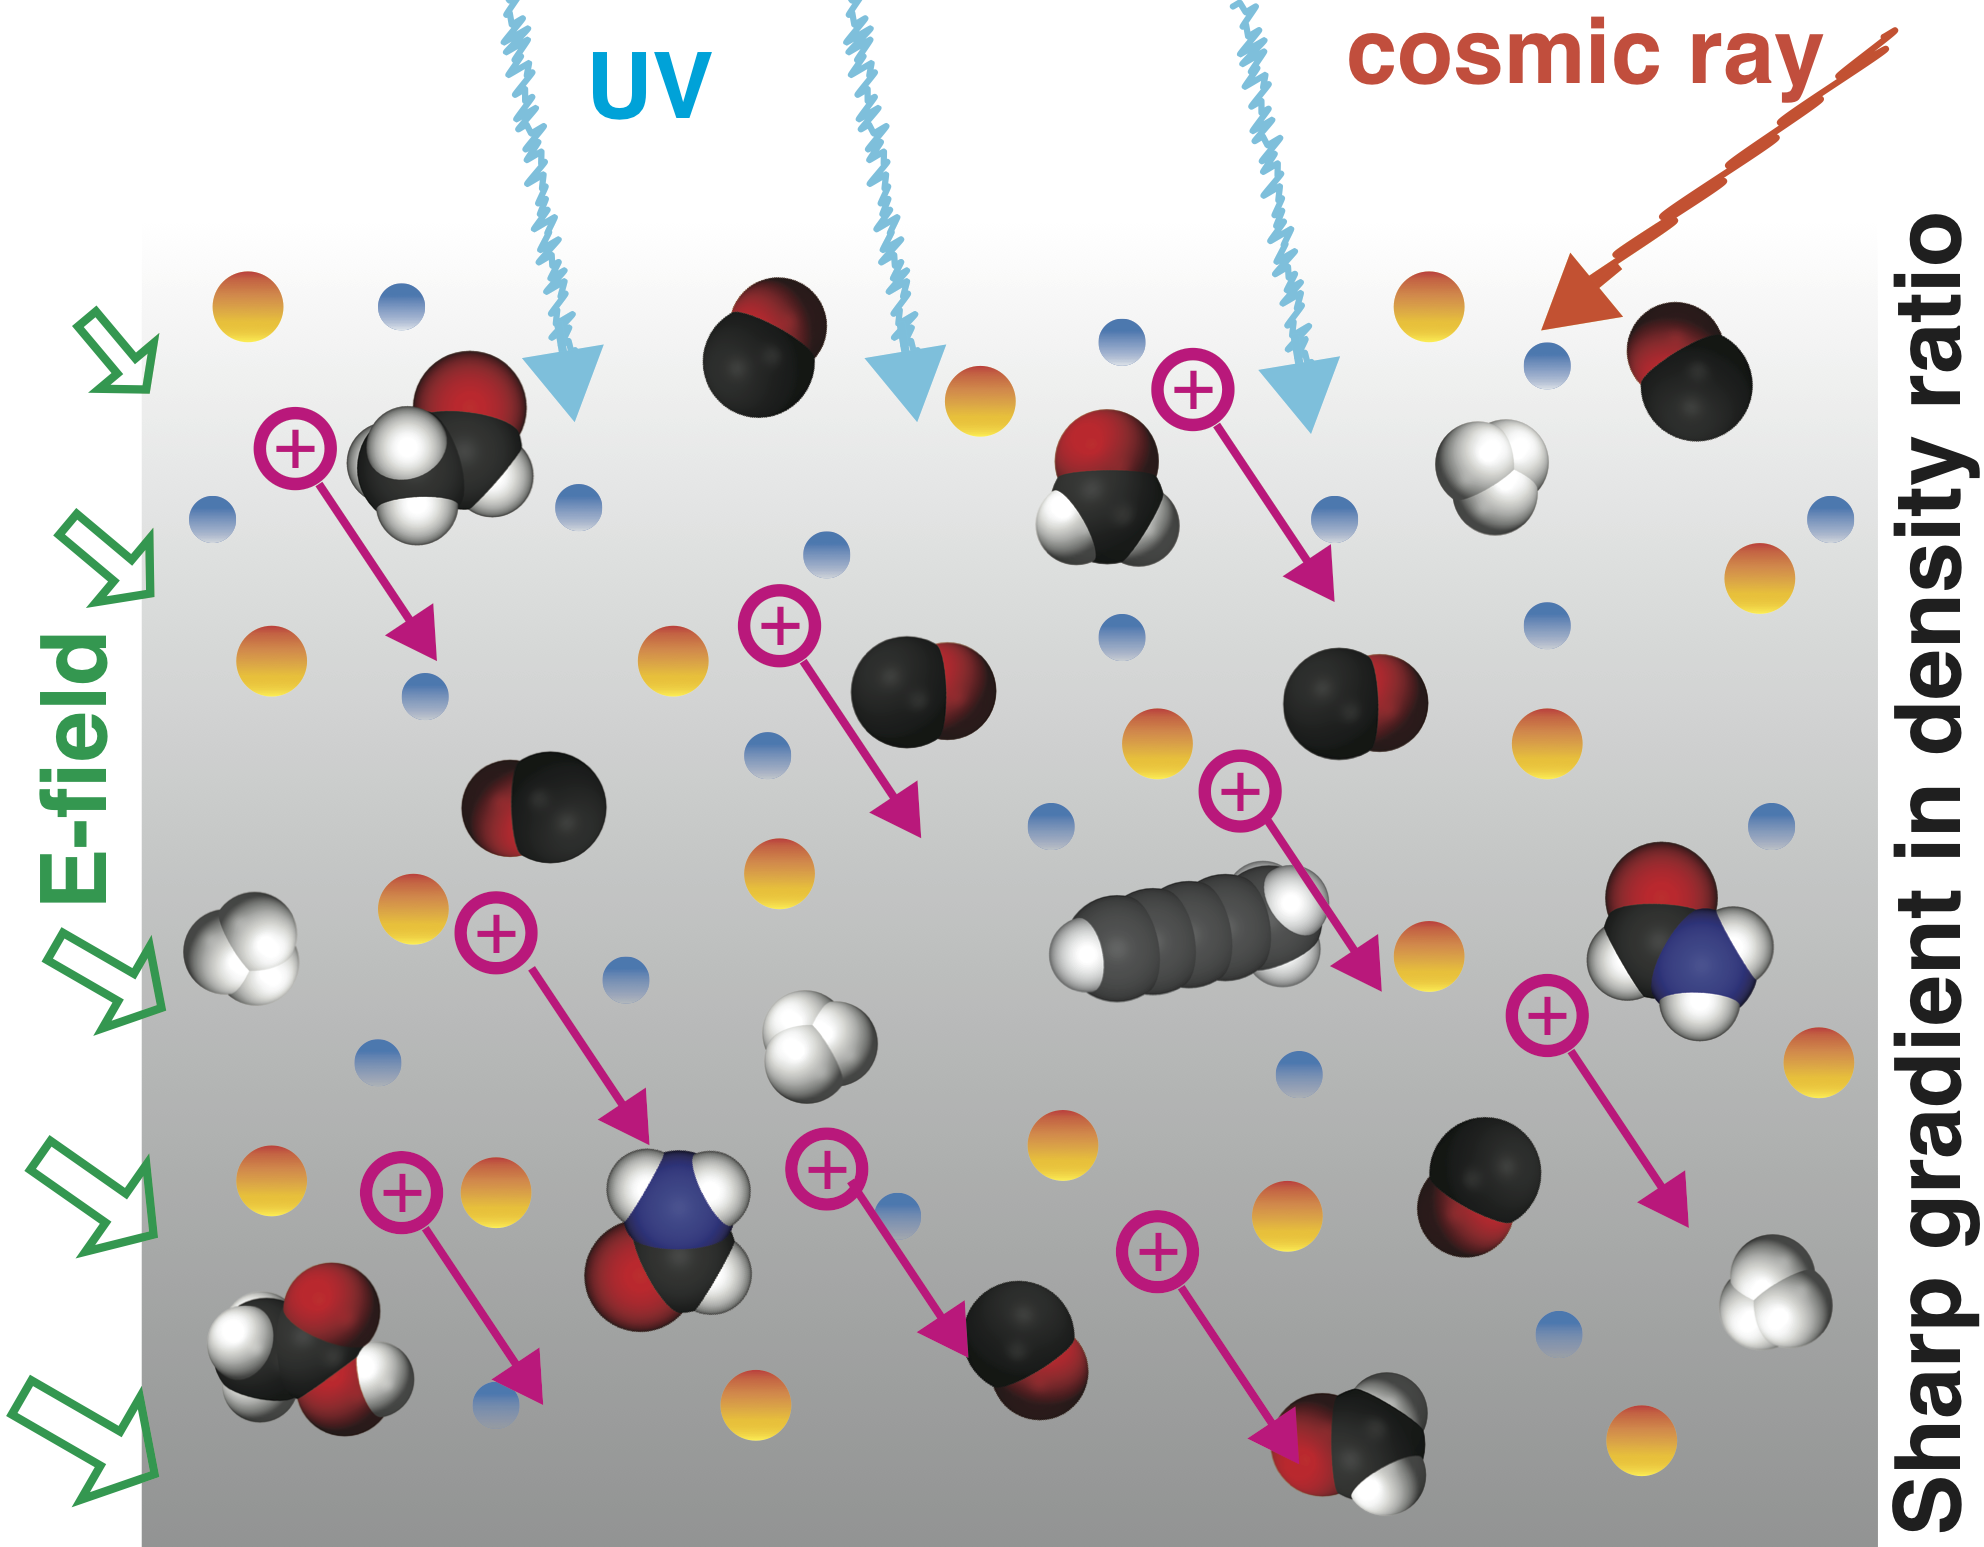 UV
cosmic ray
E-field
Sharp gradient in density ratio
+
+
+
+
+
+
+
+
+